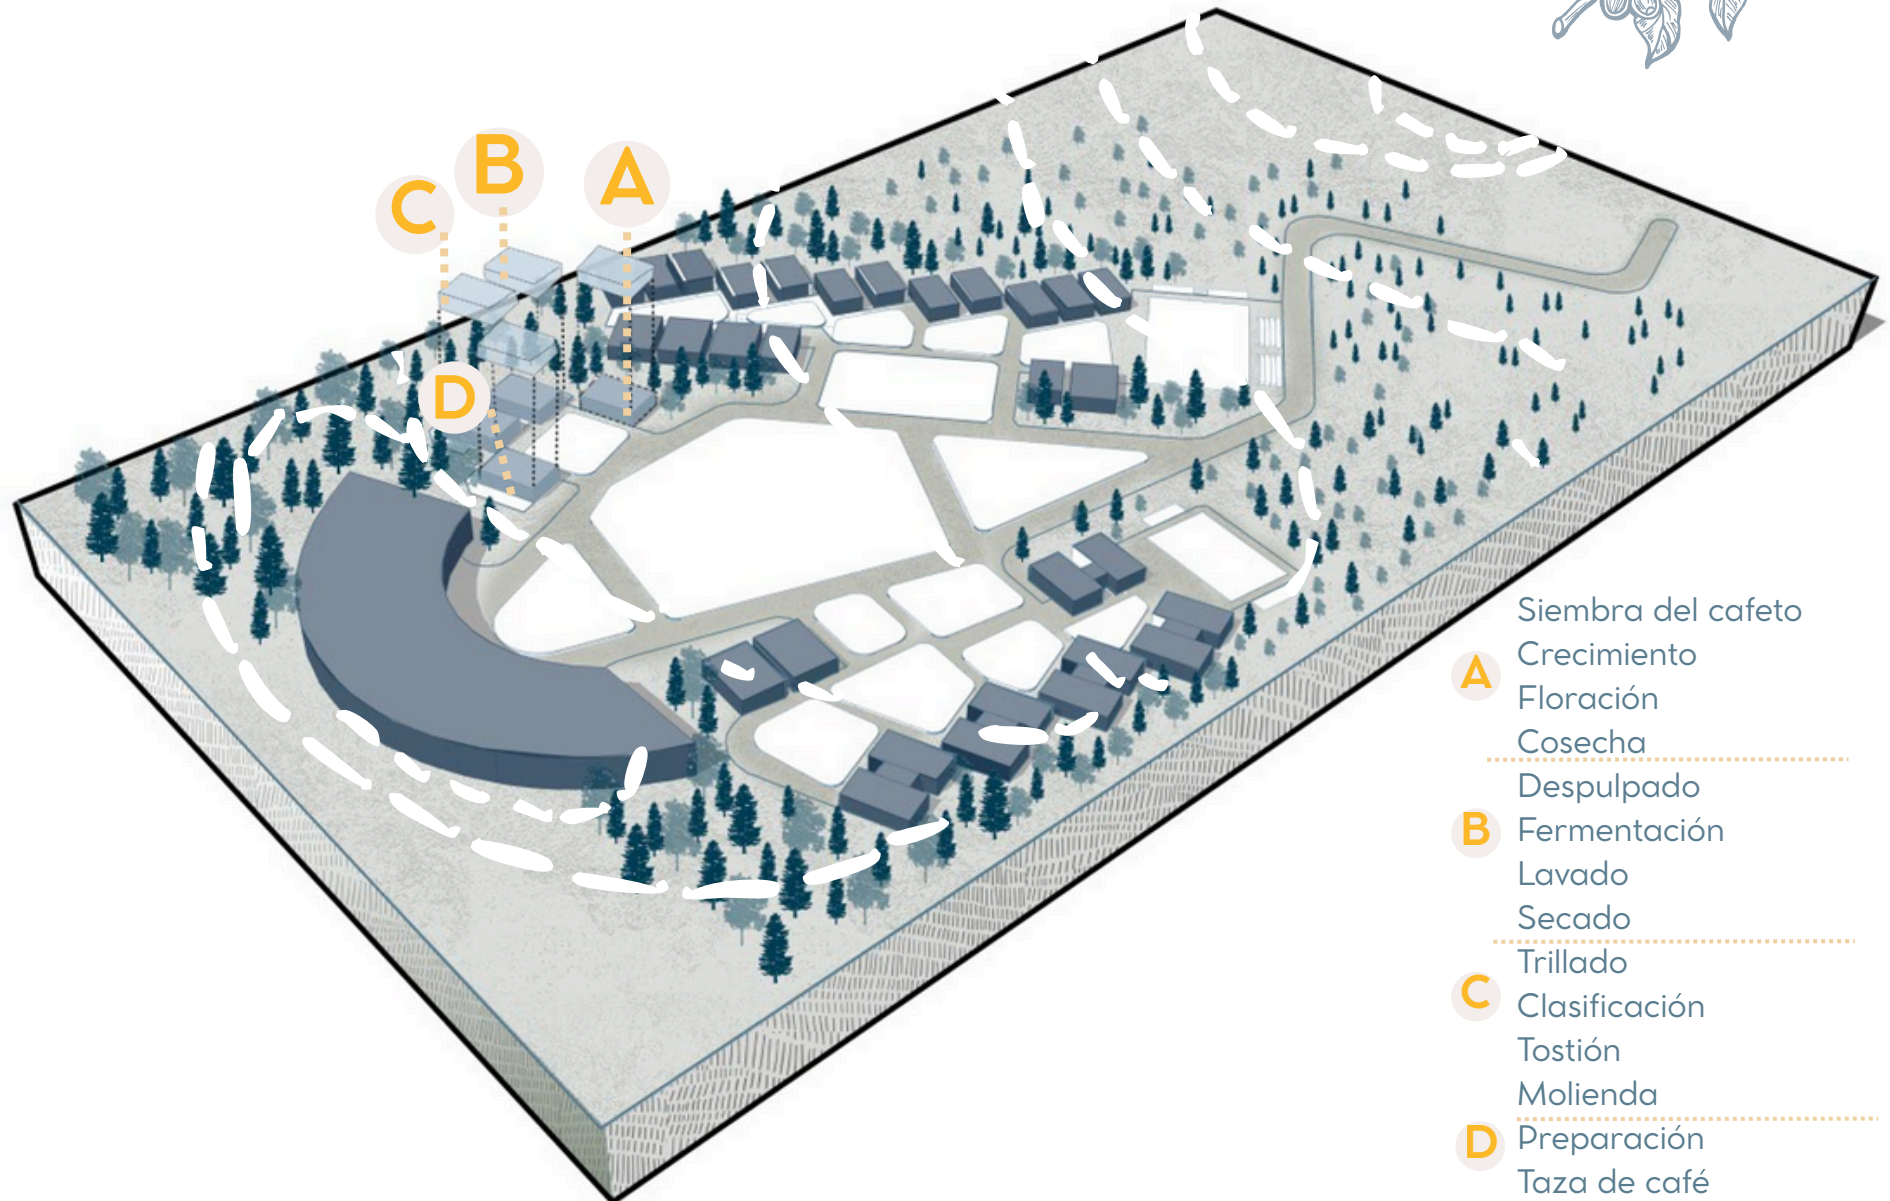 B
A
C
D
Siembra del cafeto
A
Crecimiento
Floración
Cosecha
Despulpado
B
Fermentación
Lavado
Secado
Trillado
C
Clasificación
Tostión
Molienda
D
Preparación
Taza de café